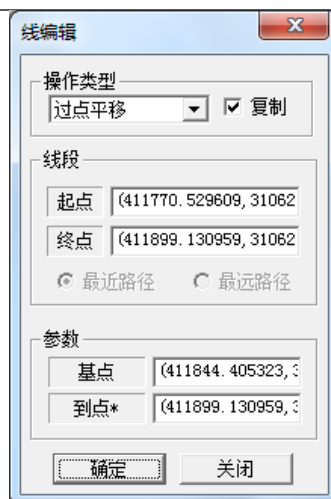 线编辑
操作类型
过点平移 复制
线段
起点 (411770.529609, 31062
终点 (411899.130959, 31062
最近路径 最远路径
参数
基点 (411844.405323, 3
到点* (411899.130959, 3
确定 关闭